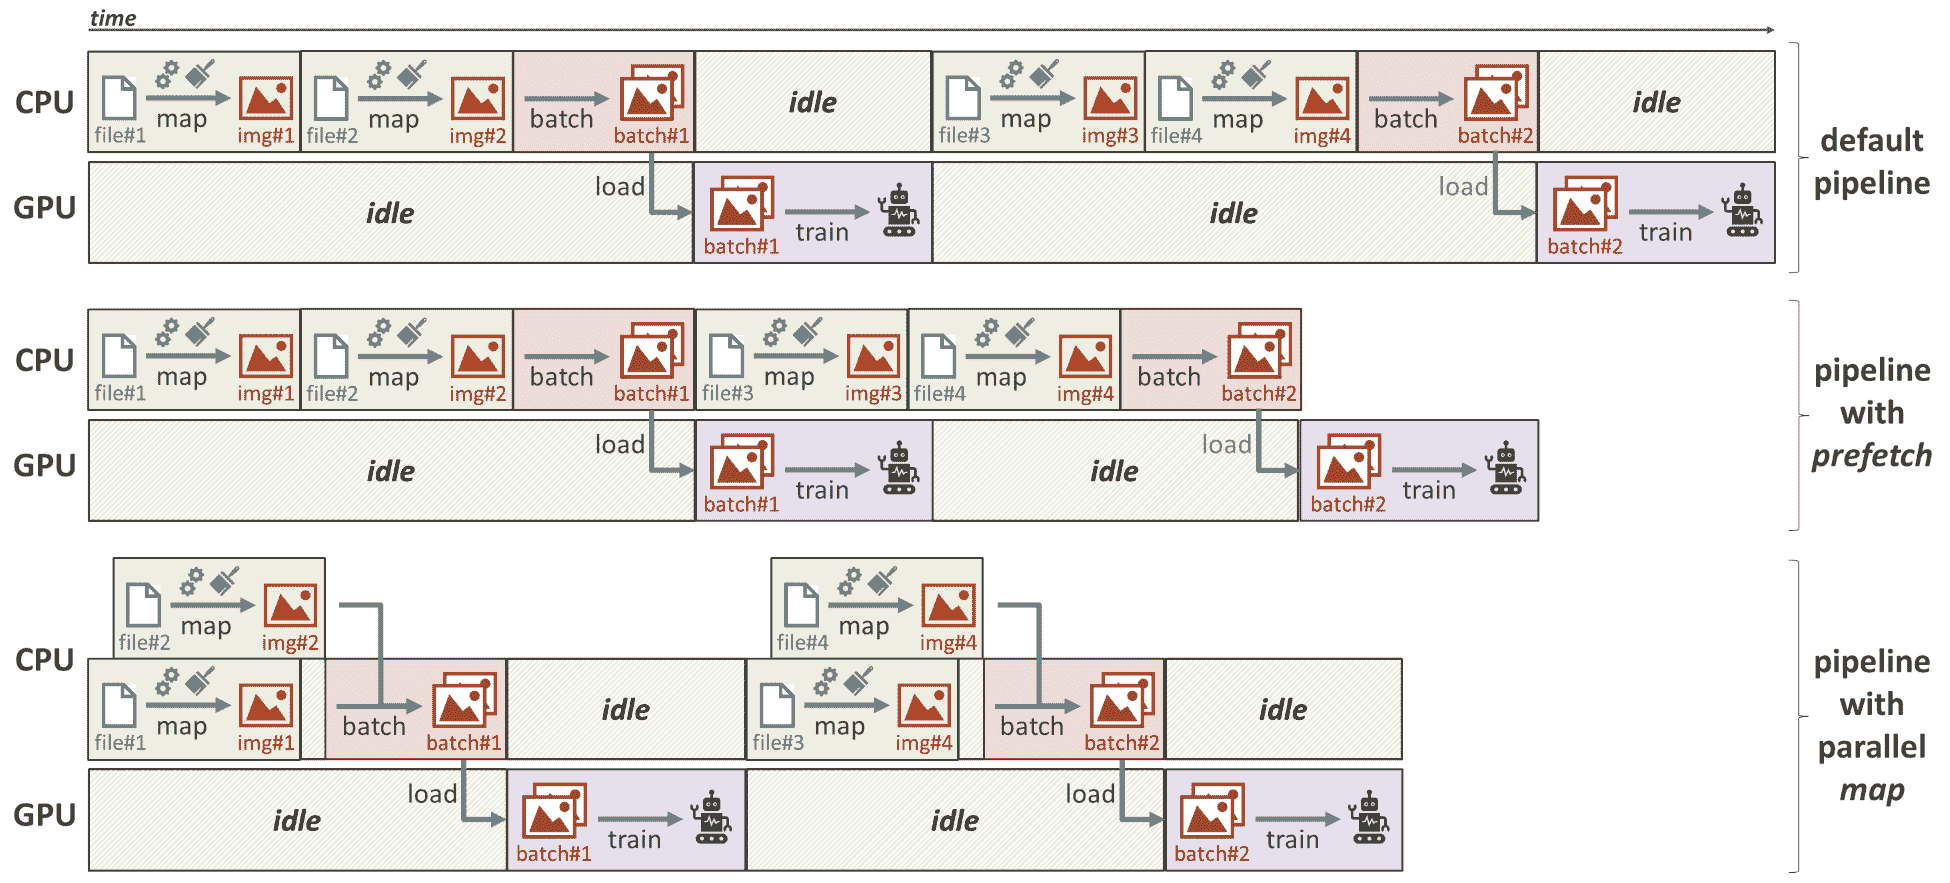 time
CPU
file#1 map img#1 file#2 map img#2 batch batch#1 idle file#3 map img#3 file#4 map img#4 batch batch#2 idle
GPU
idle load batch#1 train idle load batch#2 train
default
pipeline
CPU
file#1 map img#1 file#2 map img#2 batch batch#1 file#3 map img#3 file#4 map img#4 batch batch#2
GPU
idle load batch#1 train idle load batch#2 train
pipeline
with
prefetch
file#2 map img#2 file#4 map img#4
CPU
file#1 map img#1 batch batch#1 idle file#3 map img#4 batch batch#2 idle
GPU
idle load batch#1 train idle load batch#2 train
pipeline
with
parallel
map